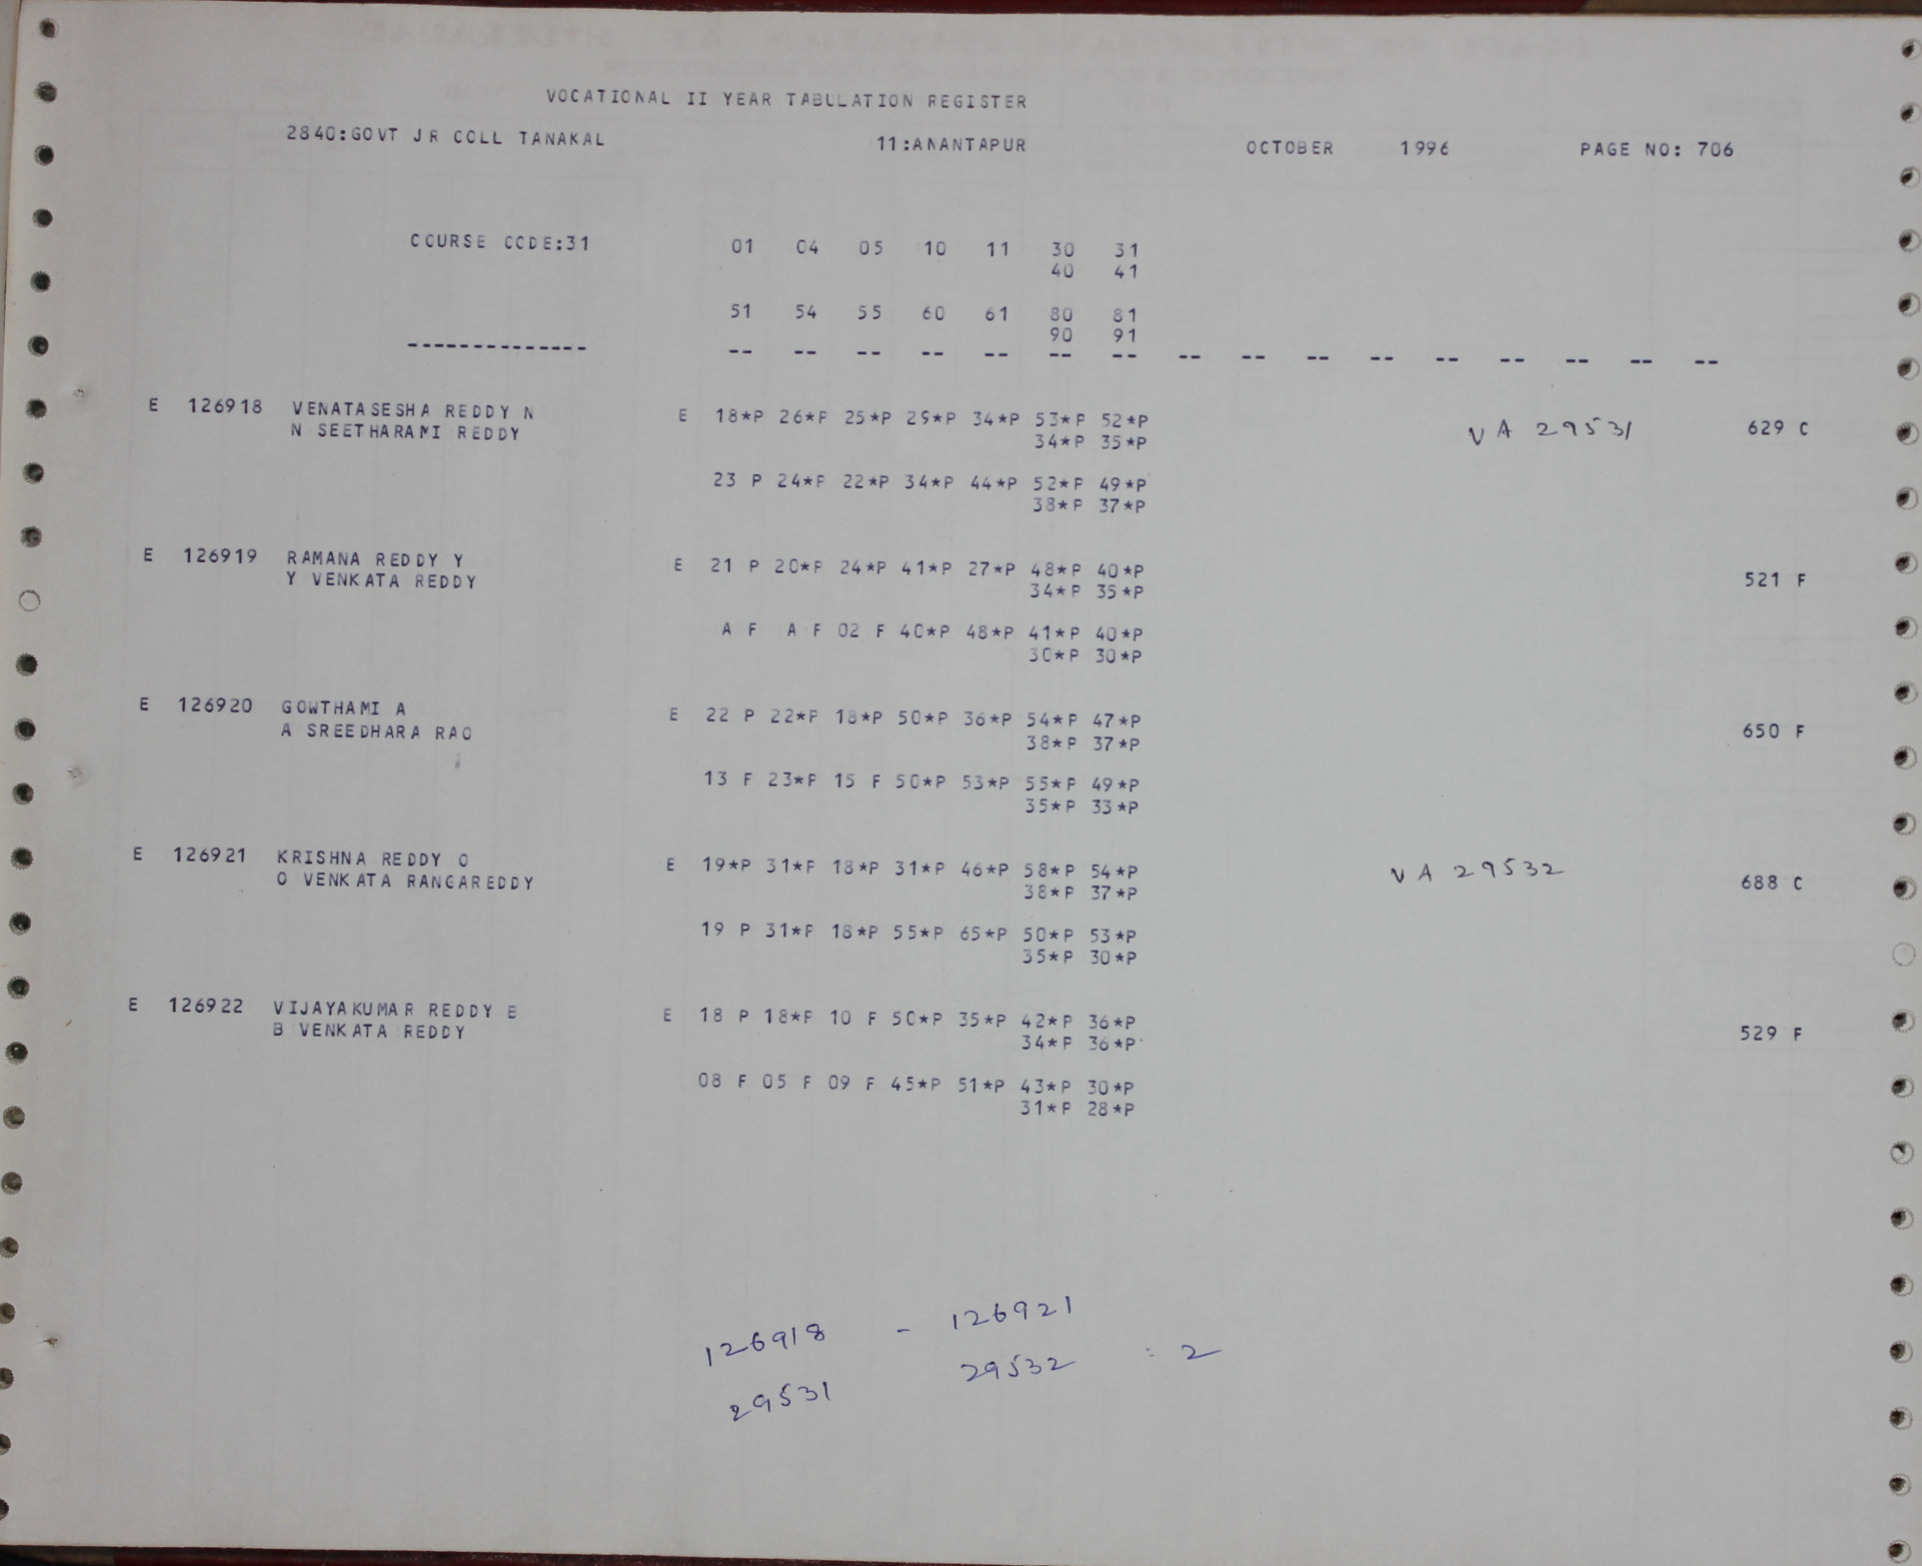 VOCATIONAL II YEAR TABULATION REGISTER
2840:GOVT JR COLL TANAKAL 11:ANANTAPUR OCTOBER 1996 PAGE NO: 706
COURSE CODE:31 01 04 05 10 11 30 31
40 41
51 54 55 60 61 80 81
90 91
-------------- -- -- -- -- -- -- -- -- -- -- -- -- -- -- -- --
E 126918 VENATASESHA REDDY N E 18*P 26*P 25*P 29*P 34*P 53*P 52*P VA 29531 629 C
N SEETHARAMI REDDY 34*P 35*P
23 P 24*P 22*P 34*P 44*P 52*P 49*P
38*P 37*P
E 126919 RAMANA REDDY Y E 21 P 20*P 24*P 41*P 27*P 48*P 40*P 521 F
Y VENKATA REDDY 34*P 35*P
A F A F 02 F 40*P 48*P 41*P 40*P
30*P 30*P
E 126920 GOWTHAMI A E 22 P 22*P 18*P 50*P 36*P 54*P 47*P 650 F
A SREEDHARA RAO 38*P 37*P
13 F 23*P 15 F 50*P 53*P 55*P 49*P
35*P 33*P
E 126921 KRISHNA REDDY O E 19*P 31*P 18*P 31*P 46*P 58*P 54*P VA 29532 688 C
O VENKATA RANGAREDDY 38*P 37*P
19 P 31*P 18*P 55*P 65*P 50*P 53*P
35*P 30*P
E 126922 VIJAYAKUMAR REDDY B E 18 P 18*P 10 F 50*P 35*P 42*P 36*P 529 F
B VENKATA REDDY 34*P 36*P
08 F 05 F 09 F 45*P 51*P 43*P 30*P
31*P 28*P
126918 - 126921
29531 29532 : 2